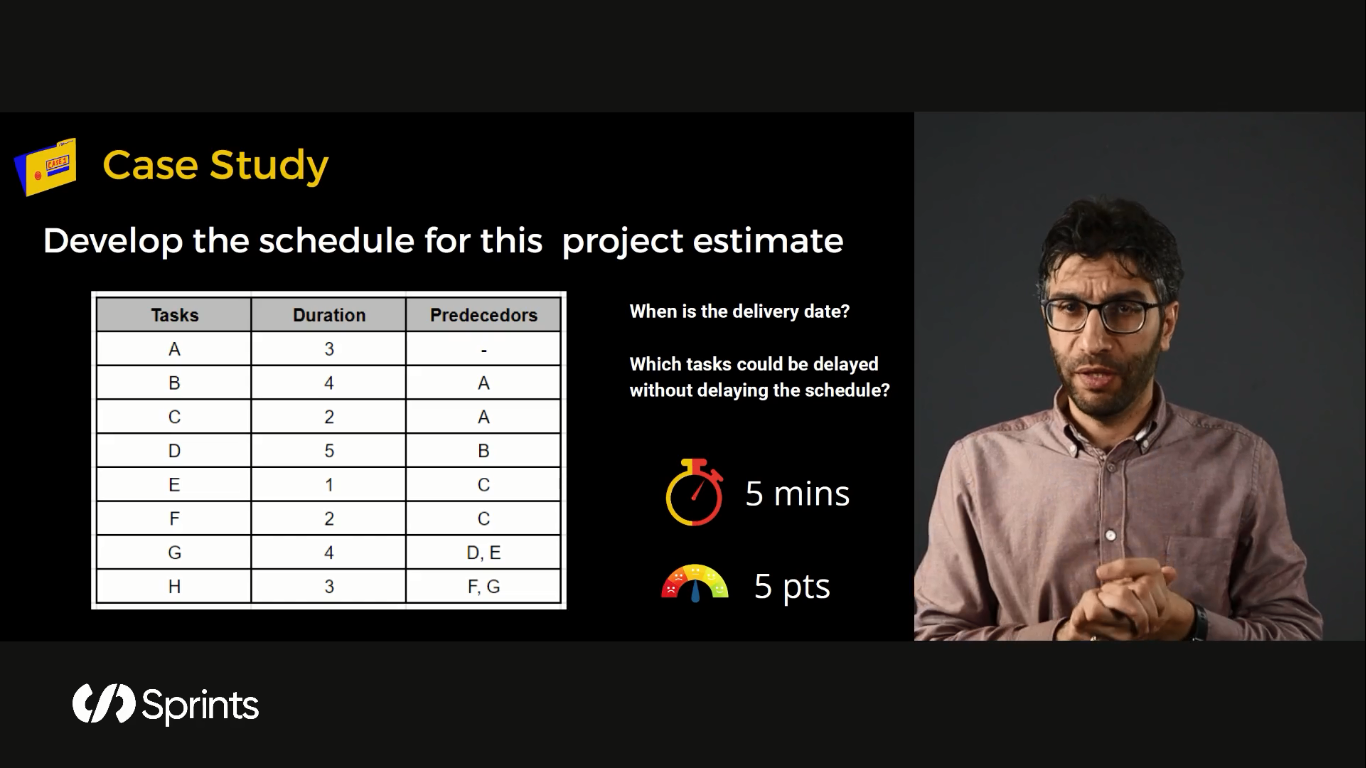 CASES
Case Study
Develop the schedule for this project estimate
Tasks Duration Predecedors
A 3 -
B 4 A
C 2 A
D 5 B
E 1 C
F 2 C
G 4 D, E
H 3 F, G
When is the delivery date?
Which tasks could be delayed
without delaying the schedule?
5 mins
5 pts
Sprints